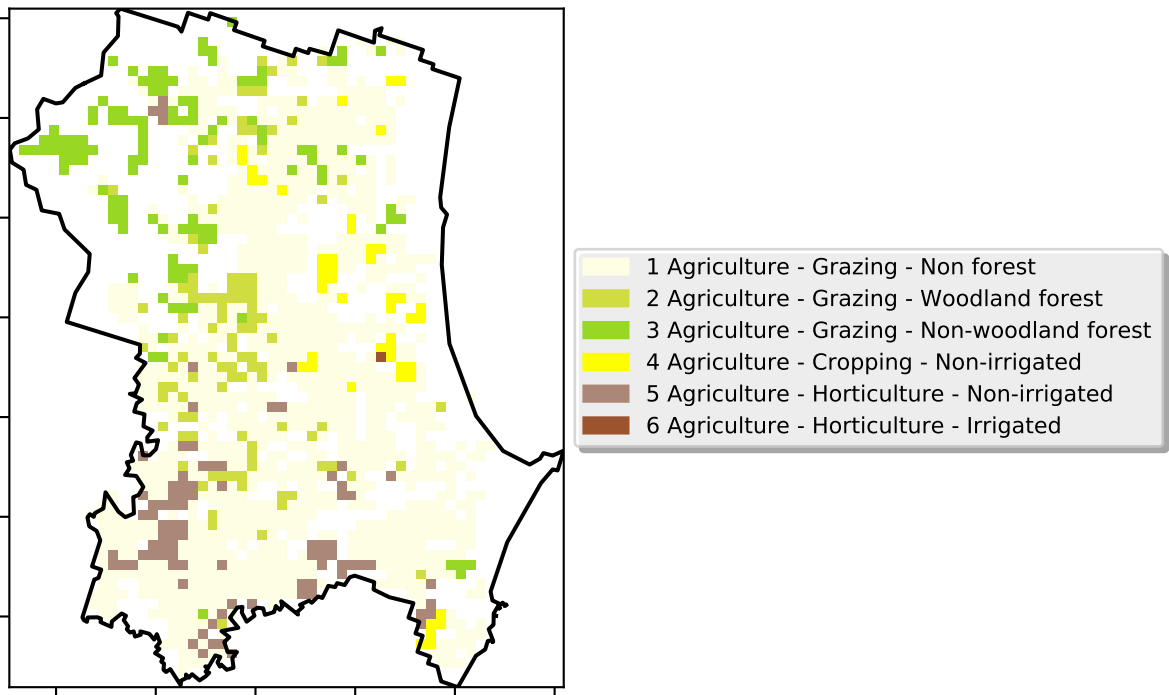 1 Agriculture - Grazing - Non forest
2 Agriculture - Grazing - Woodland forest
3 Agriculture - Grazing - Non-woodland forest
4 Agriculture - Cropping - Non-irrigated
5 Agriculture - Horticulture - Non-irrigated
6 Agriculture - Horticulture - Irrigated